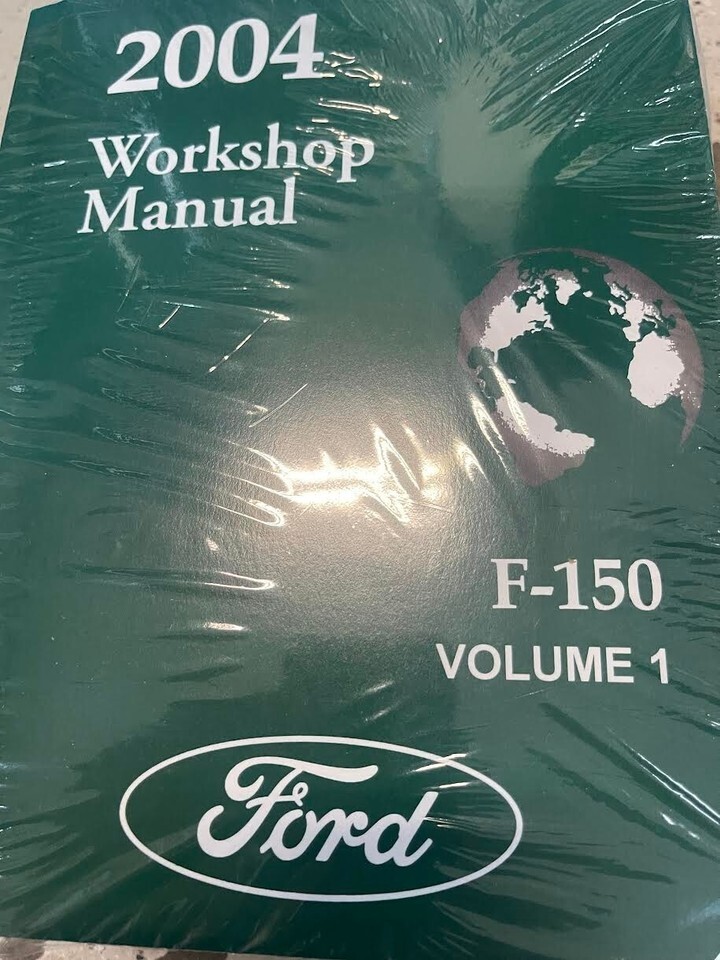 2004
Workshop
Manual
F-150
VOLUME 1
Ford